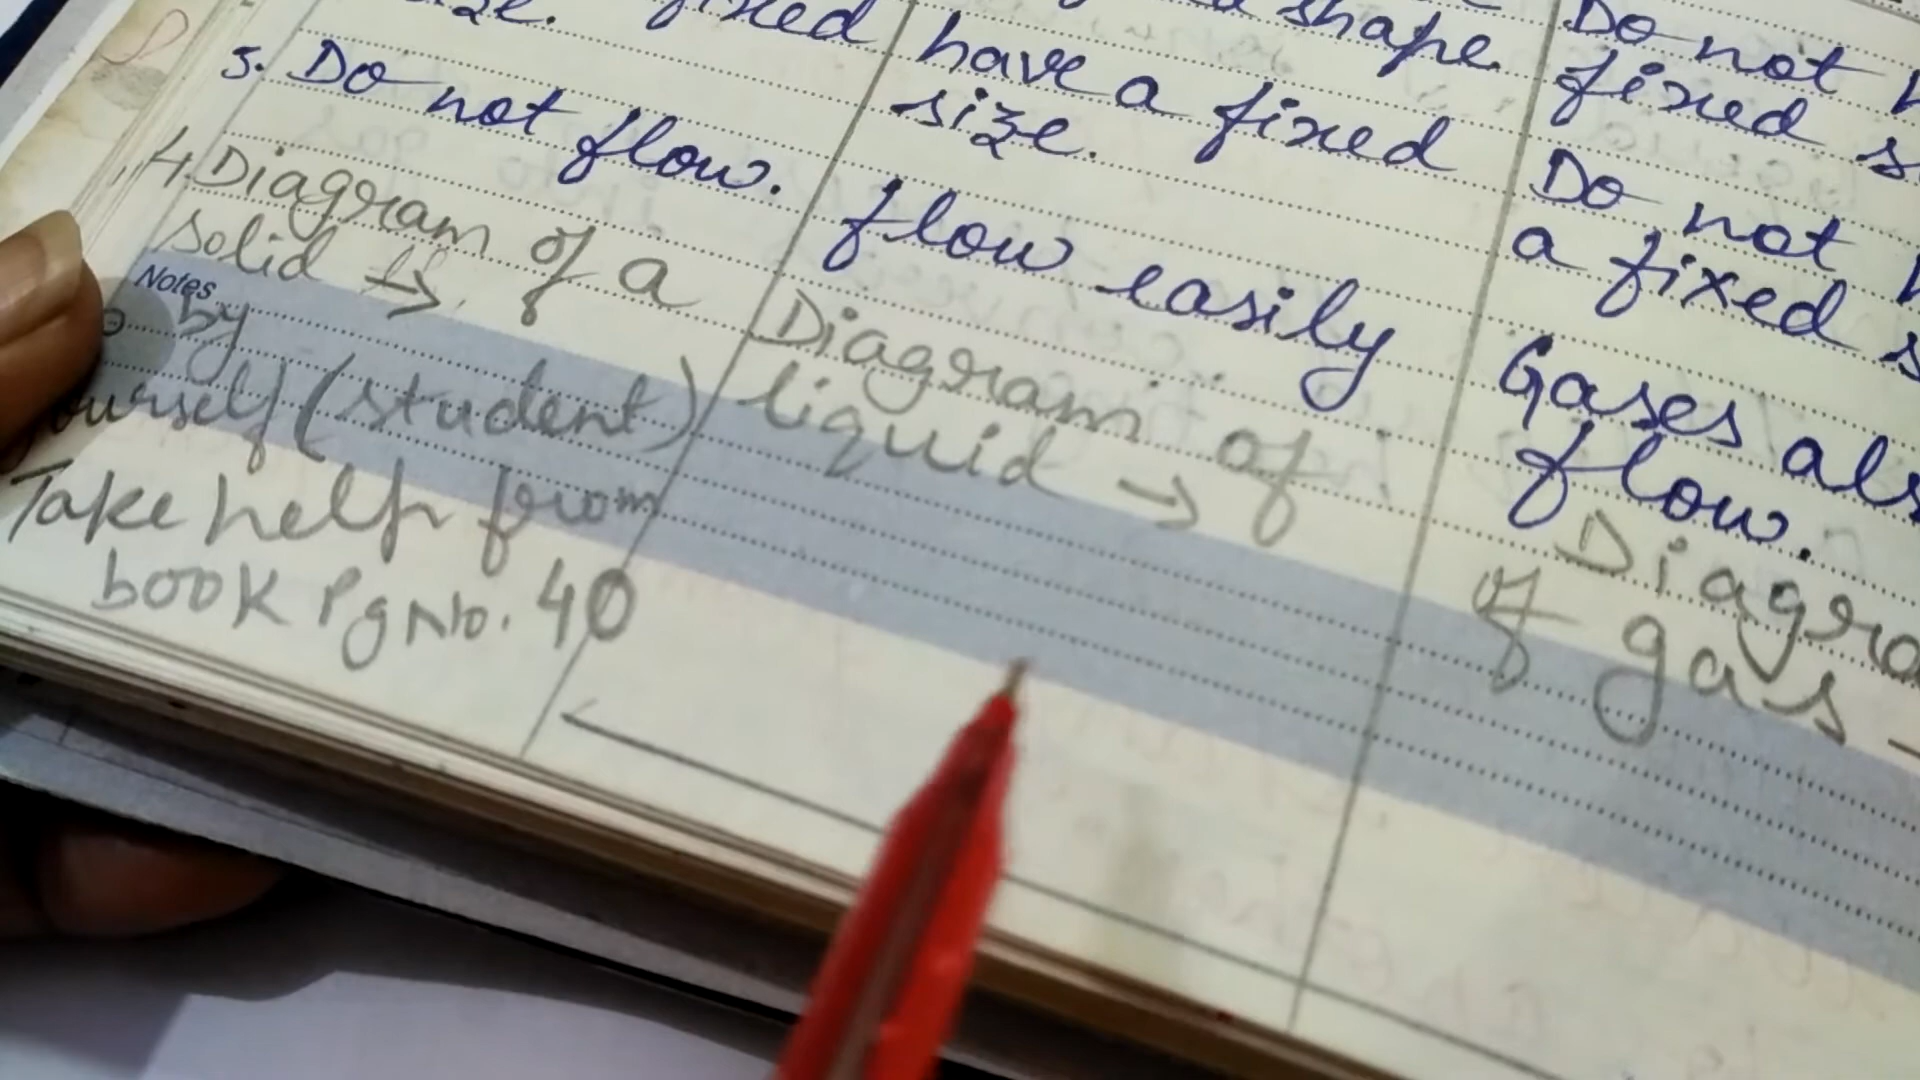 fixed
3. Do not flow.
4. Diagram of a
solid →
Notes
by
yourself (student)
Take help from
book Pg No. 40
shape.
have a fixed
size.
flow easily
Diagram of
liquid →
Do not
fixed
Do not
a fixed
Gases
flow.
of gas